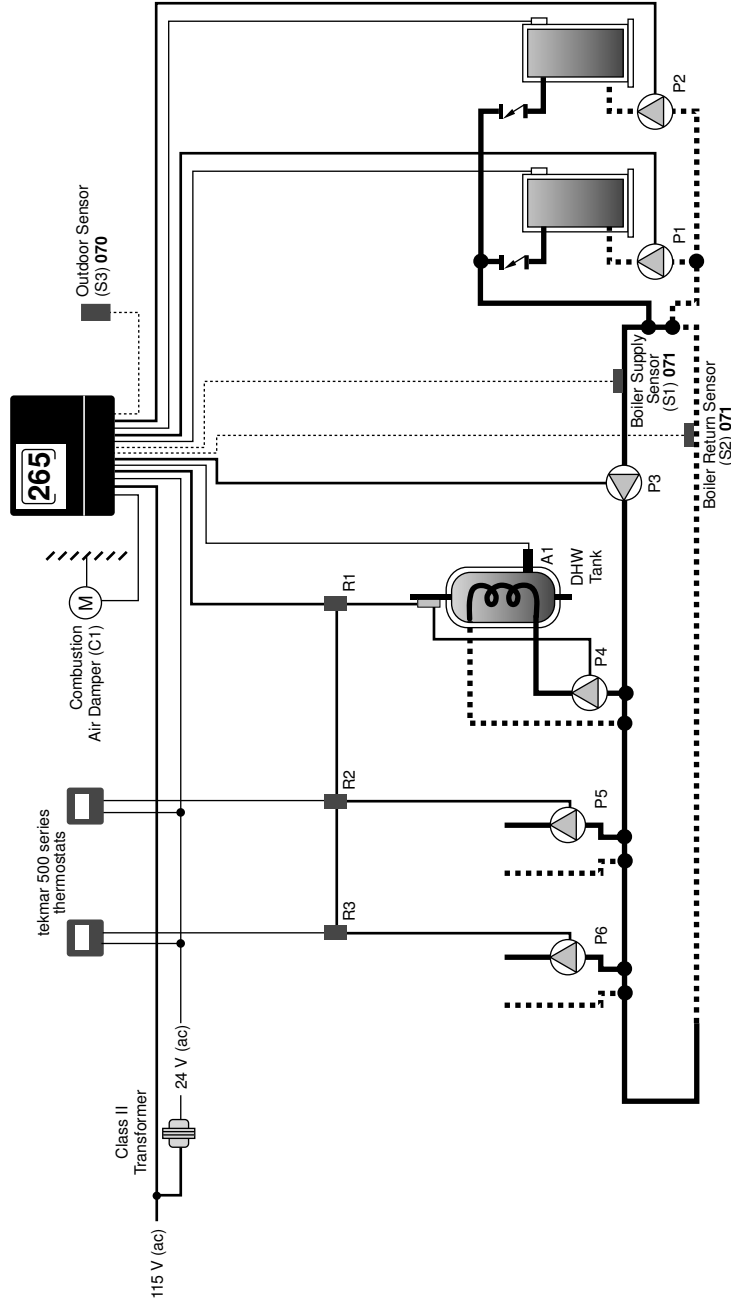 115 V (ac)
Class II
Transformer
24 V (ac)
tekmar 500 series
thermostats
Combustion
Air Damper (C1)
M
265
Outdoor Sensor
(S3) 070
R3
R2
R1
P6
P5
P4
A1
DHW
Tank
P3
Boiler Supply
Sensor
(S1) 071
Boiler Return Sensor
(S2) 071
P1
P2